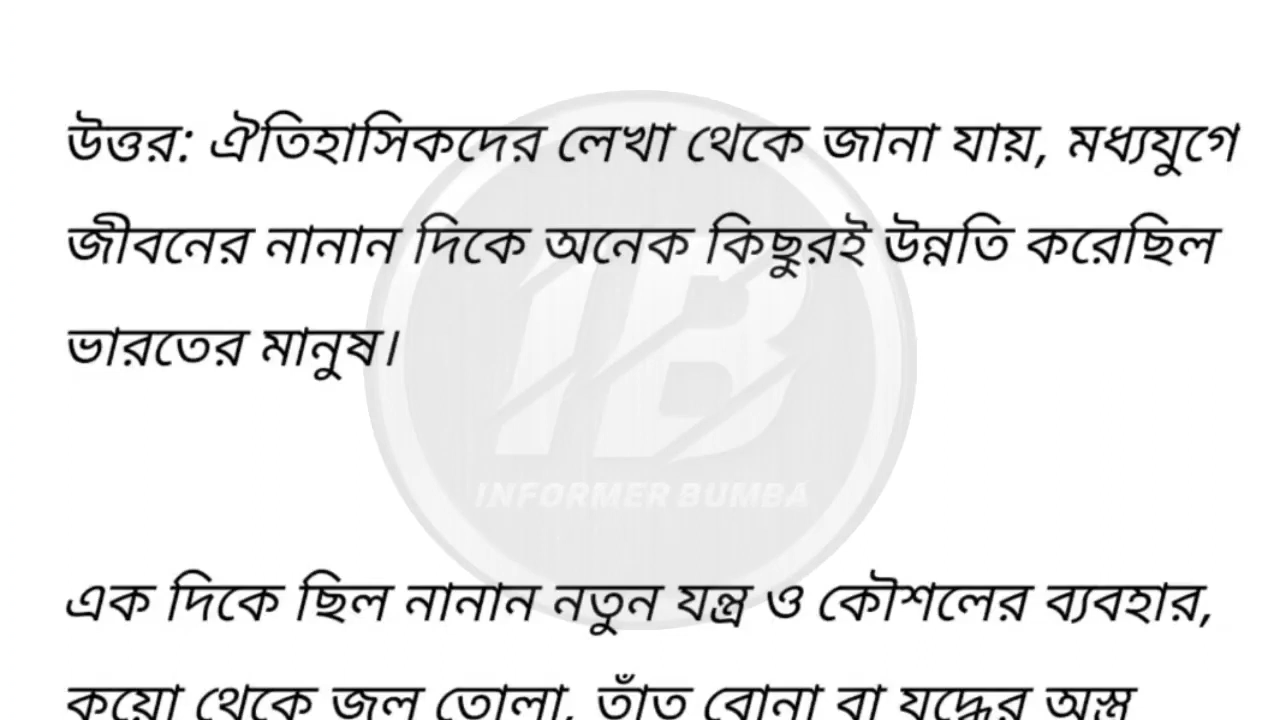 উত্তর: ঐতিহাসিকদের লেখা থেকে জানা যায়, মধ্যযুগে
জীবনের নানান দিকে অনেক কিছুরই উন্নতি করেছিল
ভারতের মানুষ।
INFORMER BUMBA
এক দিকে ছিল নানান নতুন যন্ত্র ও কৌশলের ব্যবহার,
কুয়ো থেকে জল তোলা, তাঁত বোনা বা যুদ্ধের অস্ত্র